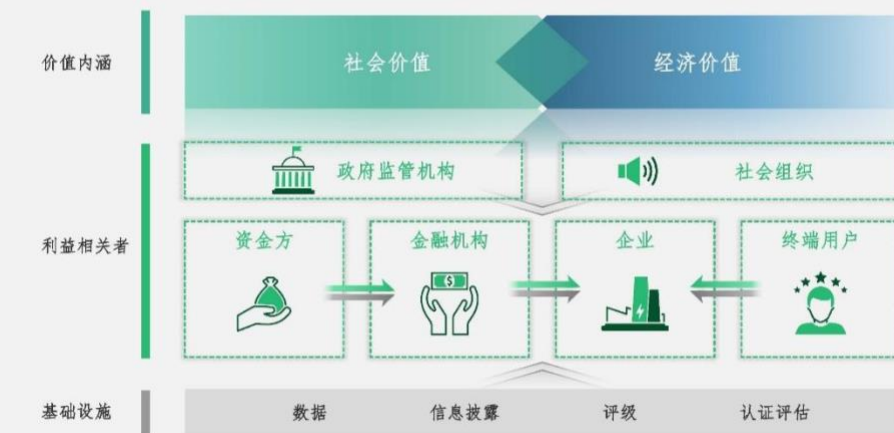 价值内涵
社会价值
经济价值
政府监管机构
社会组织
利益相关者
资金方
金融机构
企业
终端用户
$
基础设施
数据
信息披露
评级
认证评估